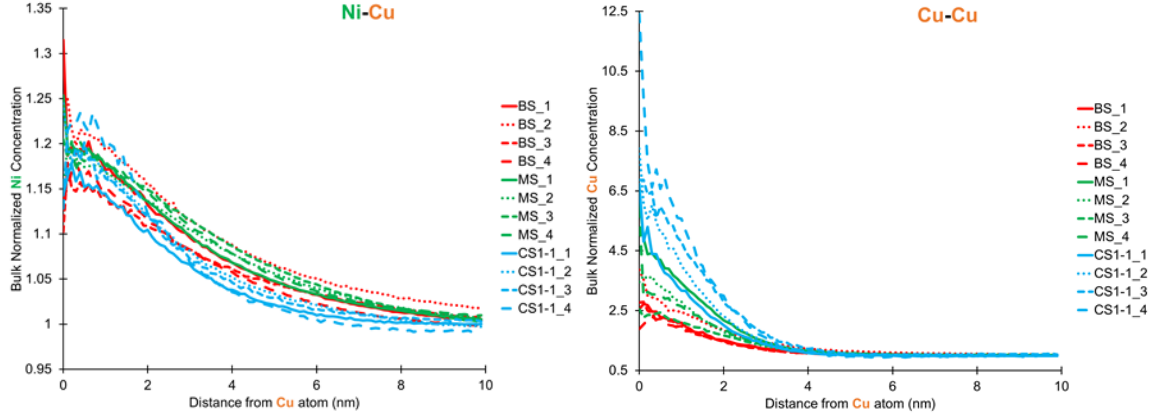 Ni-Cu
Bulk Normalized Ni Concentration
1.35
1.3
1.25
1.2
1.15
1.1
1.05
1
0.95
0
2
4
6
8
10
Distance from Cu atom (nm)
BS_1
BS_2
BS_3
BS_4
MS_1
MS_2
MS_3
MS_4
CS1-1_1
CS1-1_2
CS1-1_3
CS1-1_4
Cu-Cu
Bulk Normalized Cu Concentration
12.5
10.5
8.5
6.5
4.5
2.5
0.5
0
2
4
6
8
10
Distance from Cu atom (nm)
BS_1
BS_2
BS_3
BS_4
MS_1
MS_2
MS_3
MS_4
CS1-1_1
CS1-1_2
CS1-1_3
CS1-1_4